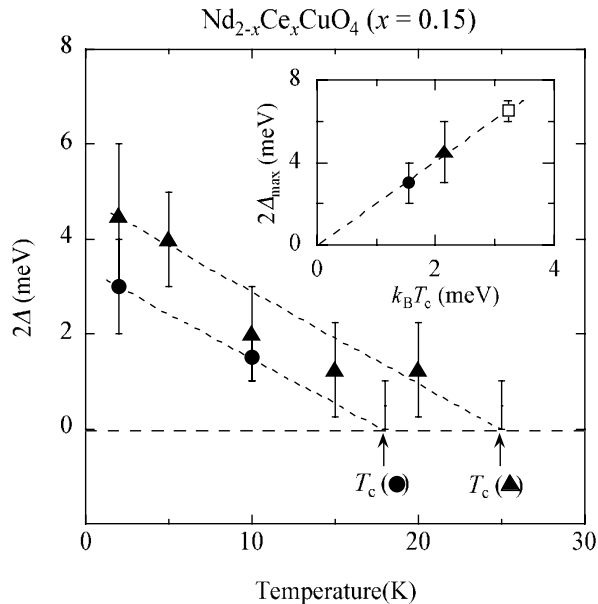 Nd2-xCexCuO4 (x = 0.15)
8
6
4
2
0
2Δ (meV)
8
4
0
2Δmax (meV)
0 2 4
kBTc (meV)
Tc (●) Tc (▲)
0 10 20 30
Temperature(K)